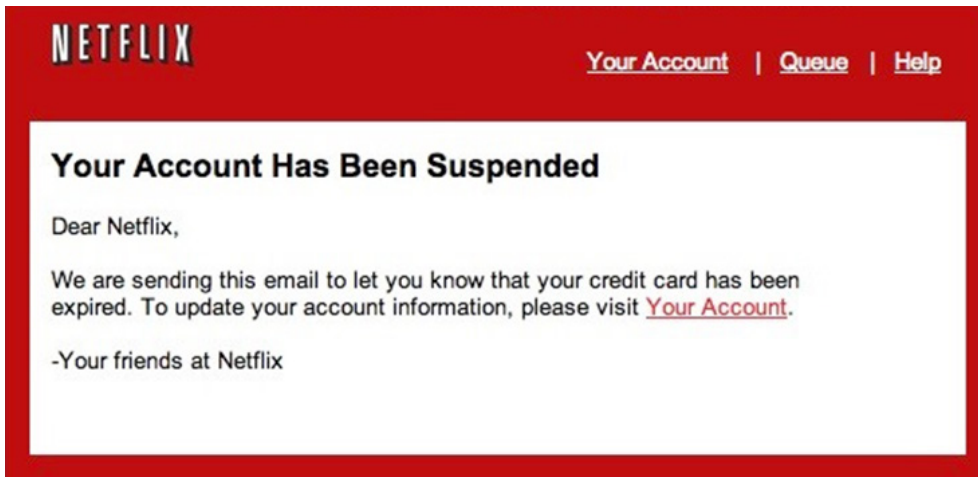 NETFLIX
Your Account | Queue | Help
Your Account Has Been Suspended
Dear Netflix,
We are sending this email to let you know that your credit card has been
expired. To update your account information, please visit Your Account.
-Your friends at Netflix